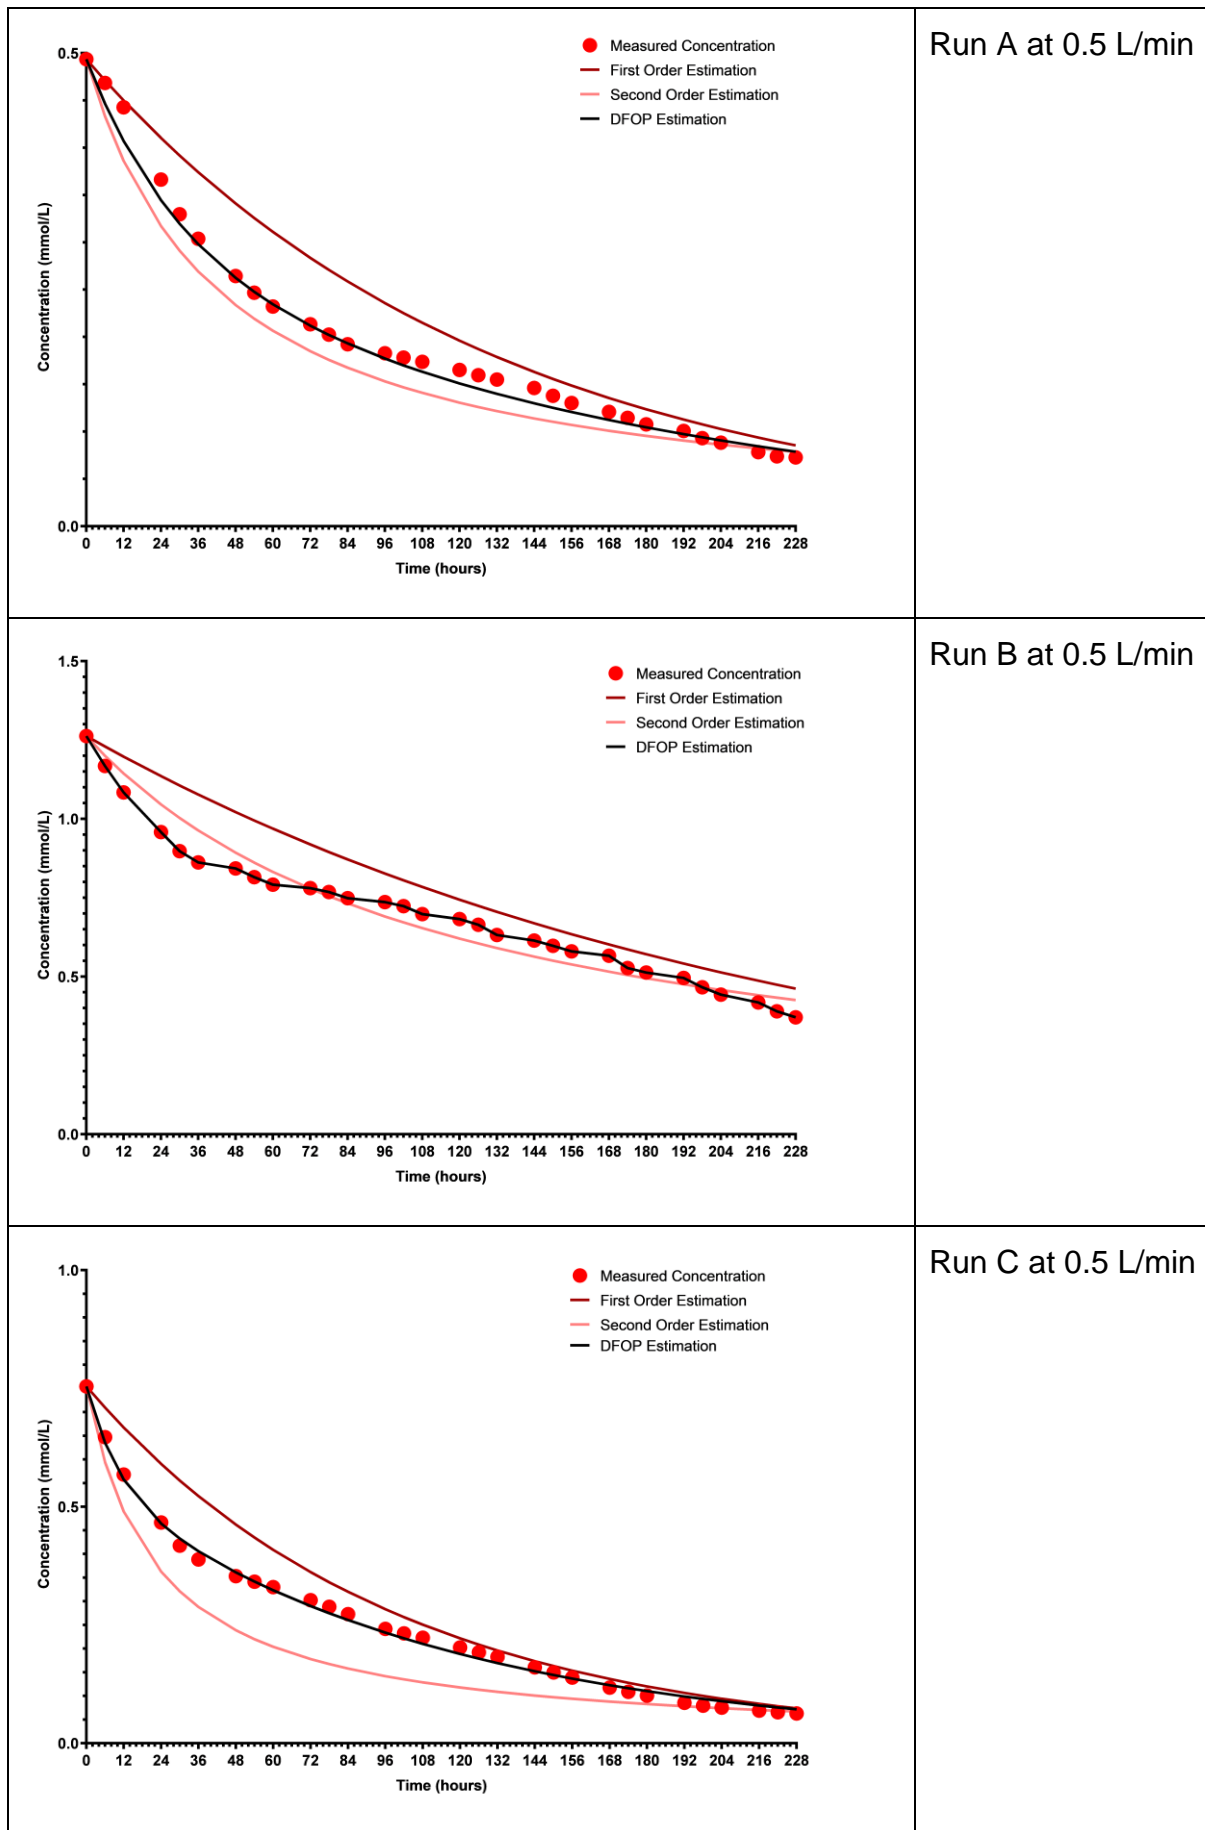 Run A at 0.5 L/min
Measured Concentration
First Order Estimation
Second Order Estimation
DFOP Estimation
0.5
0.0
Concentration (mmol/L)
0 12 24 36 48 60 72 84 96 108 120 132 144 156 168 180 192 204 216 228
Time (hours)
Run B at 0.5 L/min
Measured Concentration
First Order Estimation
Second Order Estimation
DFOP Estimation
1.5
1.0
0.5
0.0
Concentration (mmol/L)
0 12 24 36 48 60 72 84 96 108 120 132 144 156 168 180 192 204 216 228
Time (hours)
Run C at 0.5 L/min
Measured Concentration
First Order Estimation
Second Order Estimation
DFOP Estimation
1.0
0.5
0.0
Concentration (mmol/L)
0 12 24 36 48 60 72 84 96 108 120 132 144 156 168 180 192 204 216 228
Time (hours)